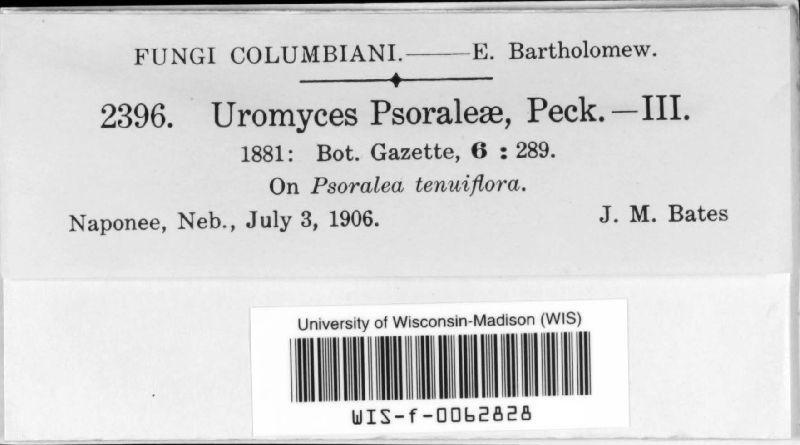 FUNGI COLUMBIANI.——E. Bartholomew.
2396. Uromyces Psoraleæ, Peck.—III.
1881: Bot. Gazette, 6 : 289.
On Psoralea tenuiflora.
Naponee, Neb., July 3, 1906. J. M. Bates
University of Wisconsin-Madison (WIS)
WIS-f-0062828